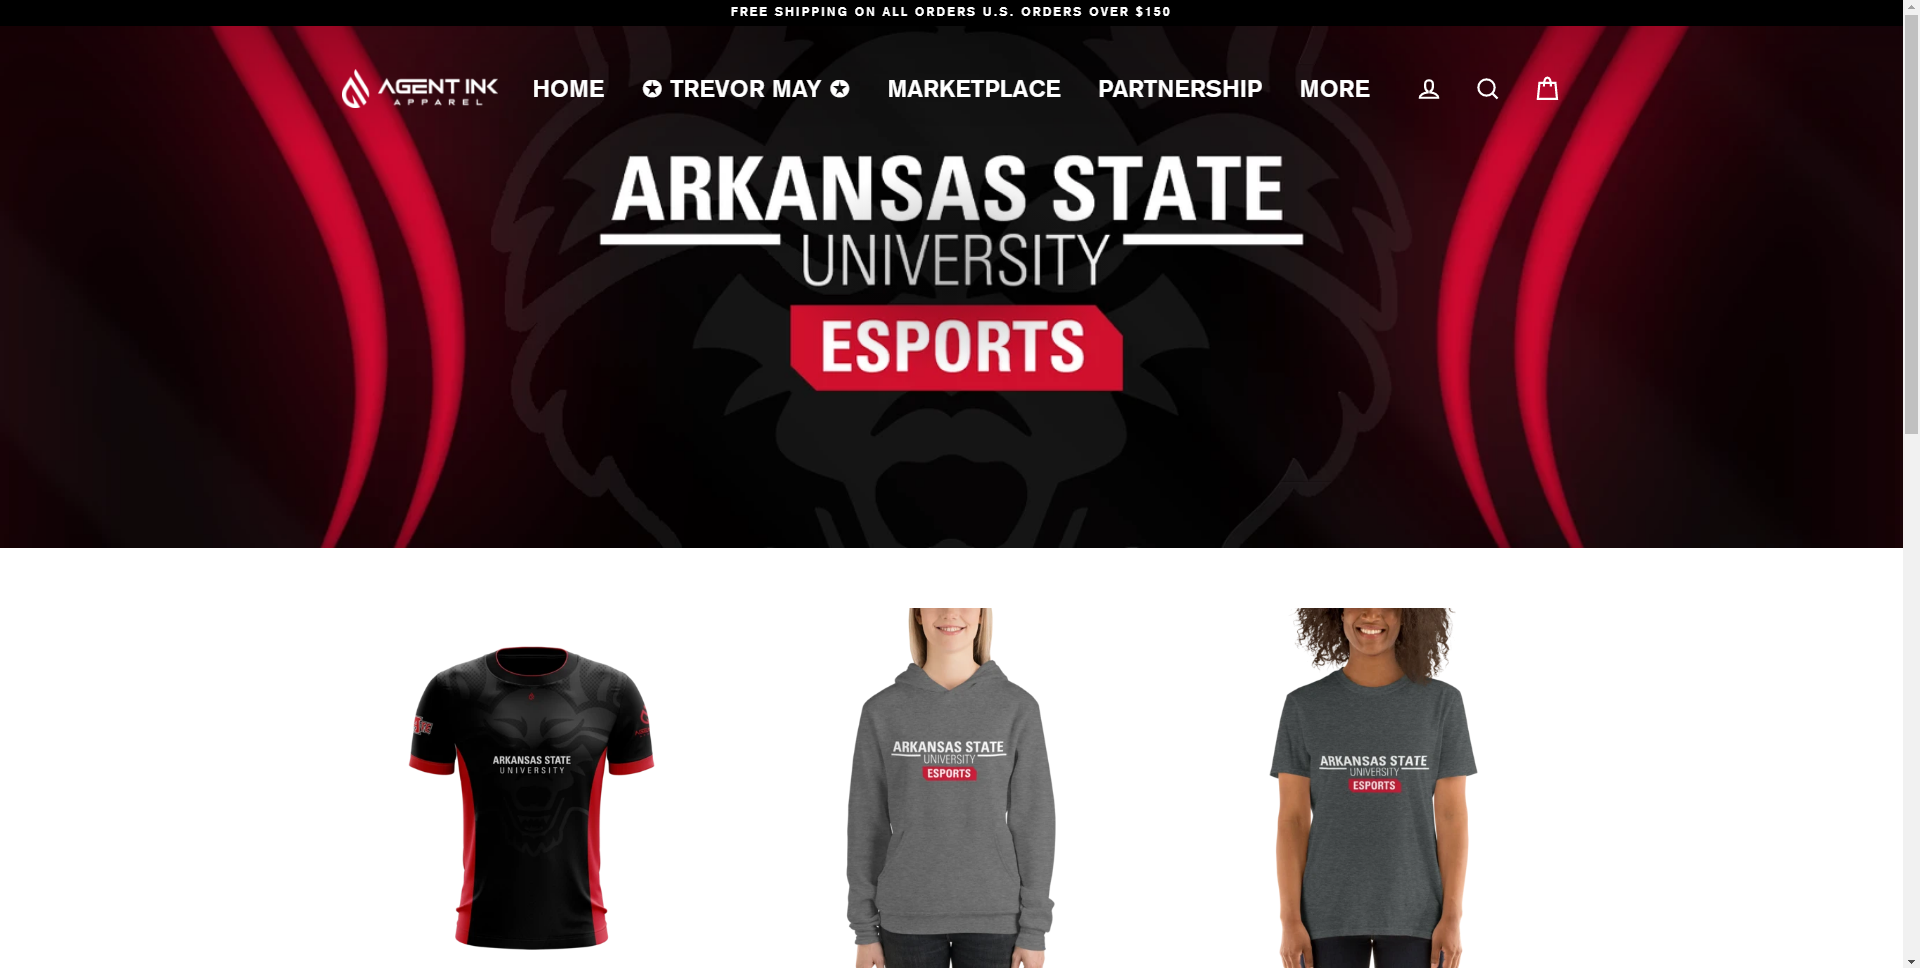 FREE SHIPPING ON ALL ORDERS U.S. ORDERS OVER $150
AGENT INK
APPAREL
HOME
✪ TREVOR MAY ✪
MARKETPLACE
PARTNERSHIP
MORE
ARKANSAS STATE
UNIVERSITY
ESPORTS
ARKANSAS STATE
UNIVERSITY
ARKANSAS STATE
UNIVERSITY
ESPORTS
ARKANSAS STATE
UNIVERSITY
ESPORTS